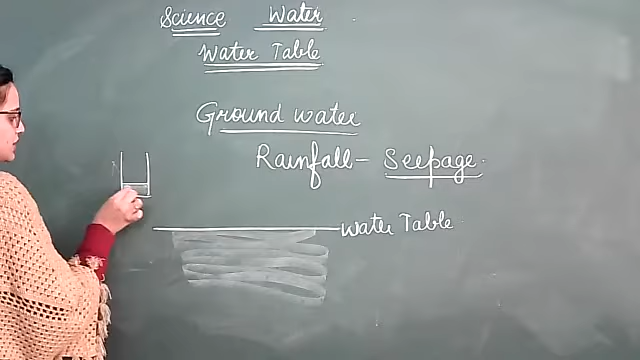 Science Water
Water Table
Ground water
Rainfall - Seepage.
Water Table